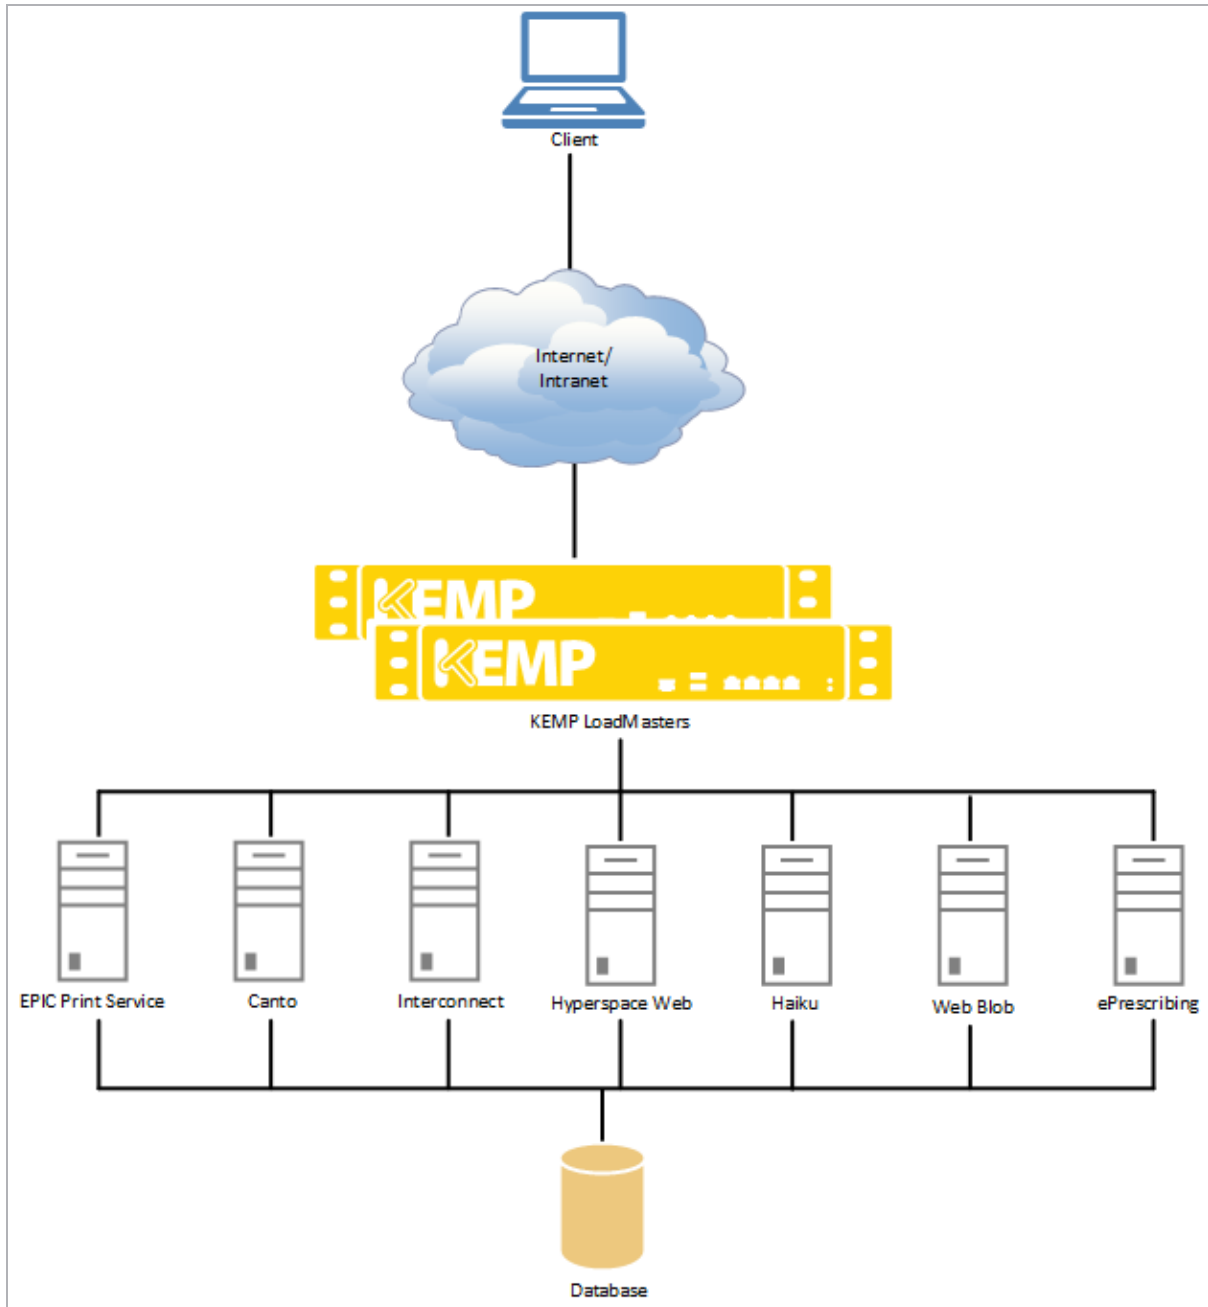 Client
Internet/
Intranet
KEMP
KEMP
KEMP LoadMasters
EPIC Print Service
Canto
Interconnect
Hyperspace Web
Haiku
Web Blob
ePrescribing
Database